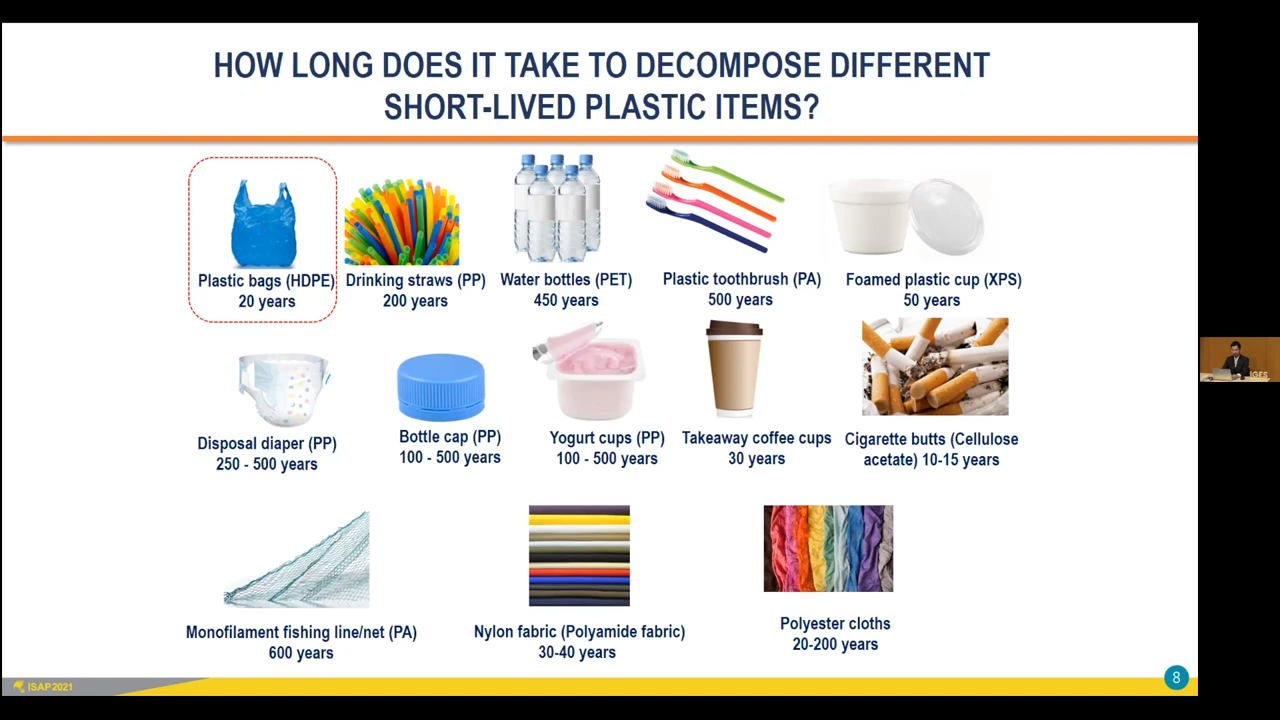 HOW LONG DOES IT TAKE TO DECOMPOSE DIFFERENT
SHORT-LIVED PLASTIC ITEMS?
Plastic bags (HDPE)
20 years
Drinking straws (PP)
200 years
Water bottles (PET)
450 years
Plastic toothbrush (PA)
500 years
Foamed plastic cup (XPS)
50 years
Disposal diaper (PP)
250 - 500 years
Bottle cap (PP)
100 - 500 years
Yogurt cups (PP)
100 - 500 years
Takeaway coffee cups
30 years
Cigarette butts (Cellulose
acetate) 10-15 years
IGES
Monofilament fishing line/net (PA)
600 years
Nylon fabric (Polyamide fabric)
30-40 years
Polyester cloths
20-200 years
ISAP2021
8